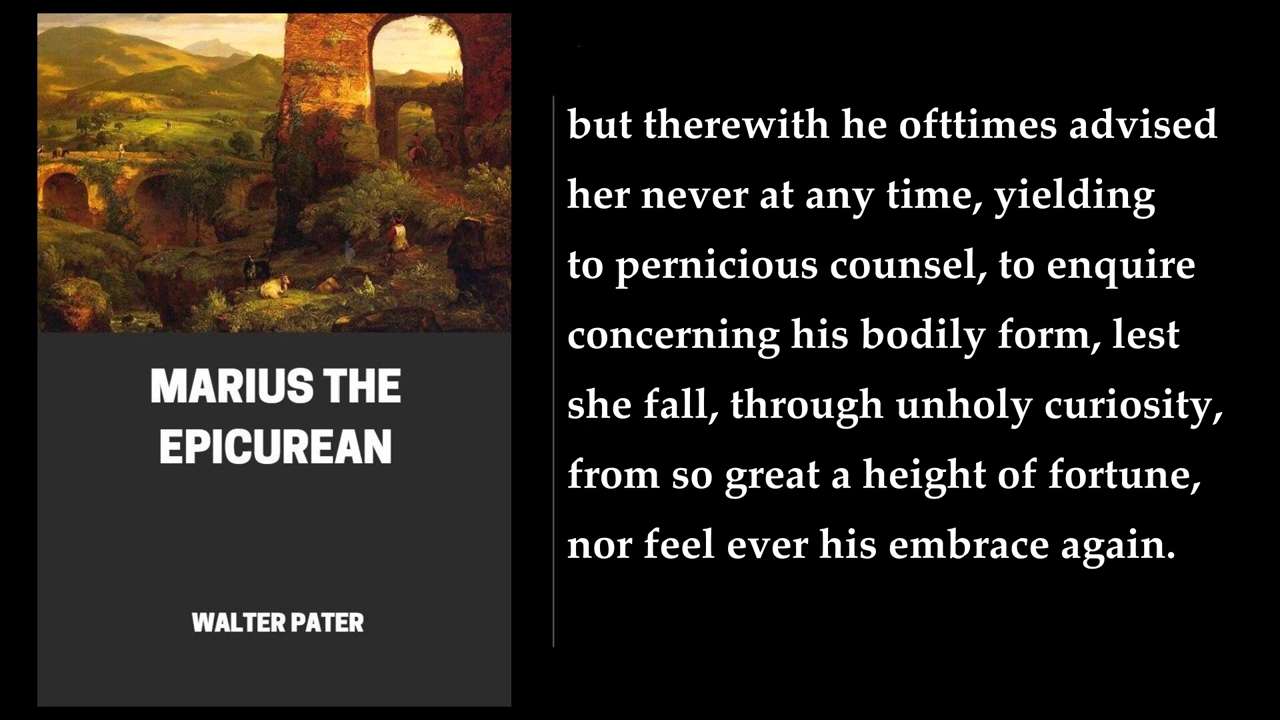 MARIUS THE
EPICUREAN
WALTER PATER
but therewith he ofttimes advised
her never at any time, yielding
to pernicious counsel, to enquire
concerning his bodily form, lest
she fall, through unholy curiosity,
from so great a height of fortune,
nor feel ever his embrace again.